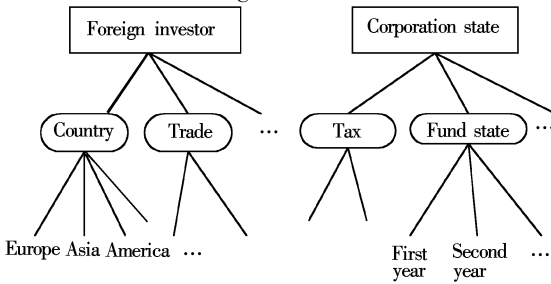 Foreign investor
Corporation state
Country
Trade
...
Tax
Fund state
...
Europe Asia America ...
First year
Second year
...